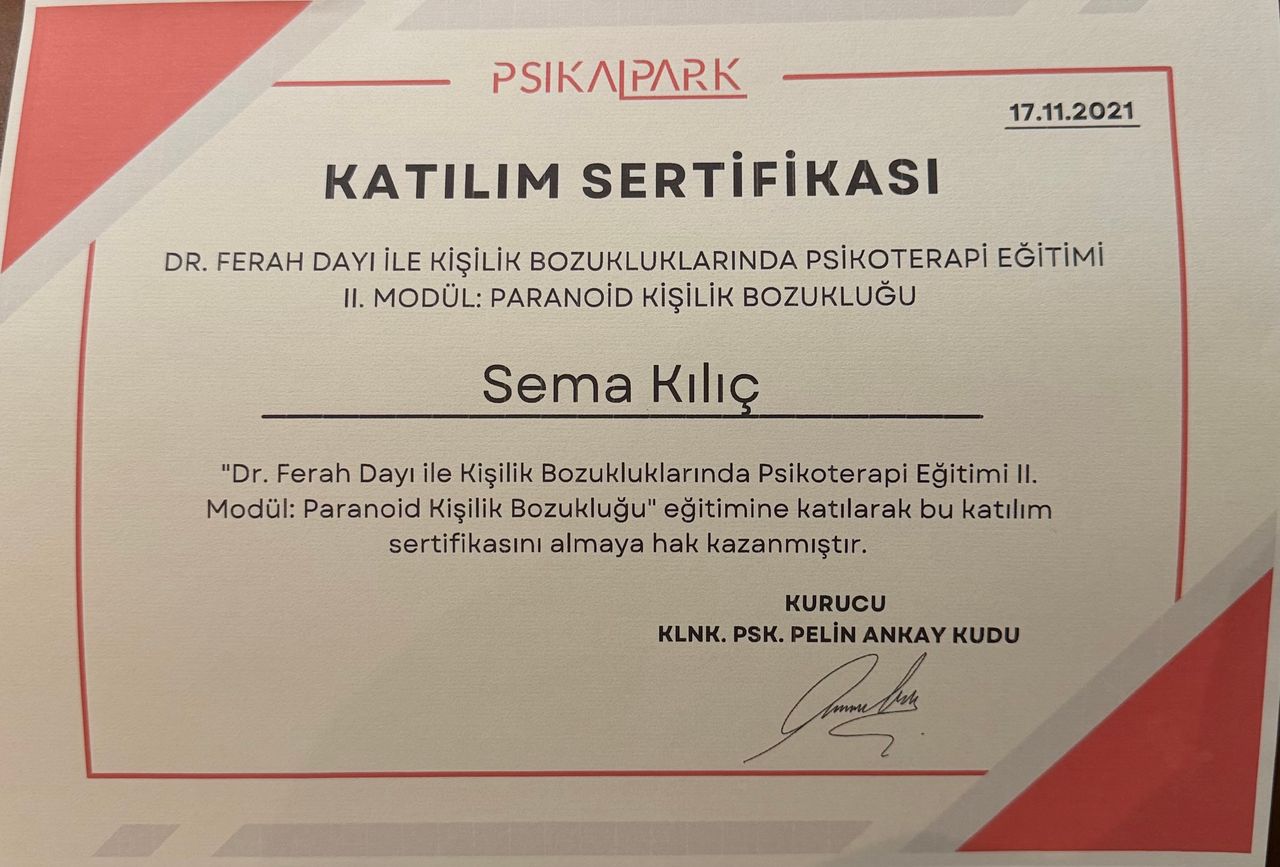 PSIKALPARK
17.11.2021
KATILIM SERTİFİKASI
DR. FERAH DAYI İLE KİŞİLİK BOZUKLUKLARINDA PSİKOTERAPİ EĞİTİMİ
II. MODÜL: PARANOİD KİŞİLİK BOZUKLUĞU
Sema Kılıç
"Dr. Ferah Dayı ile Kişilik Bozukluklarında Psikoterapi Eğitimi II.
Modül: Paranoid Kişilik Bozukluğu" eğitimine katılarak bu katılım
sertifikasını almaya hak kazanmıştır.
KURUCU
KLNK. PSK. PELİN ANKAY KUDU